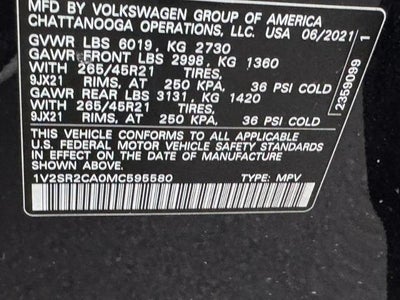 MFD BY VOLKSWAGEN GROUP OF AMERICA
CHATTANOOGA OPERATIONS, LLC. USA 06/2021
GVWR LBS 6019, KG 2730
GAWR FRONT LBS 2998, KG 1360
WITH 265/45R21 TIRES,
9JX21 RIMS, AT 250 KPA, 36 PSI COLD
GAWR REAR LBS 3131 KG 1420
WITH 265/45R21 TIRES,
9JX21 RIMS, AT 250 KPA, 36 PSI COLD
THIS VEHICLE CONFORMS TO ALL APPLICABLE
U.S. FEDERAL MOTOR VEHICLE SAFETY STANDARDS
IN EFFECT ON THE DATE OF MANUFACTURE
SHOWN ABOVE.
1V2SR2CA0MC595580 TYPE: MPV
2359099 1